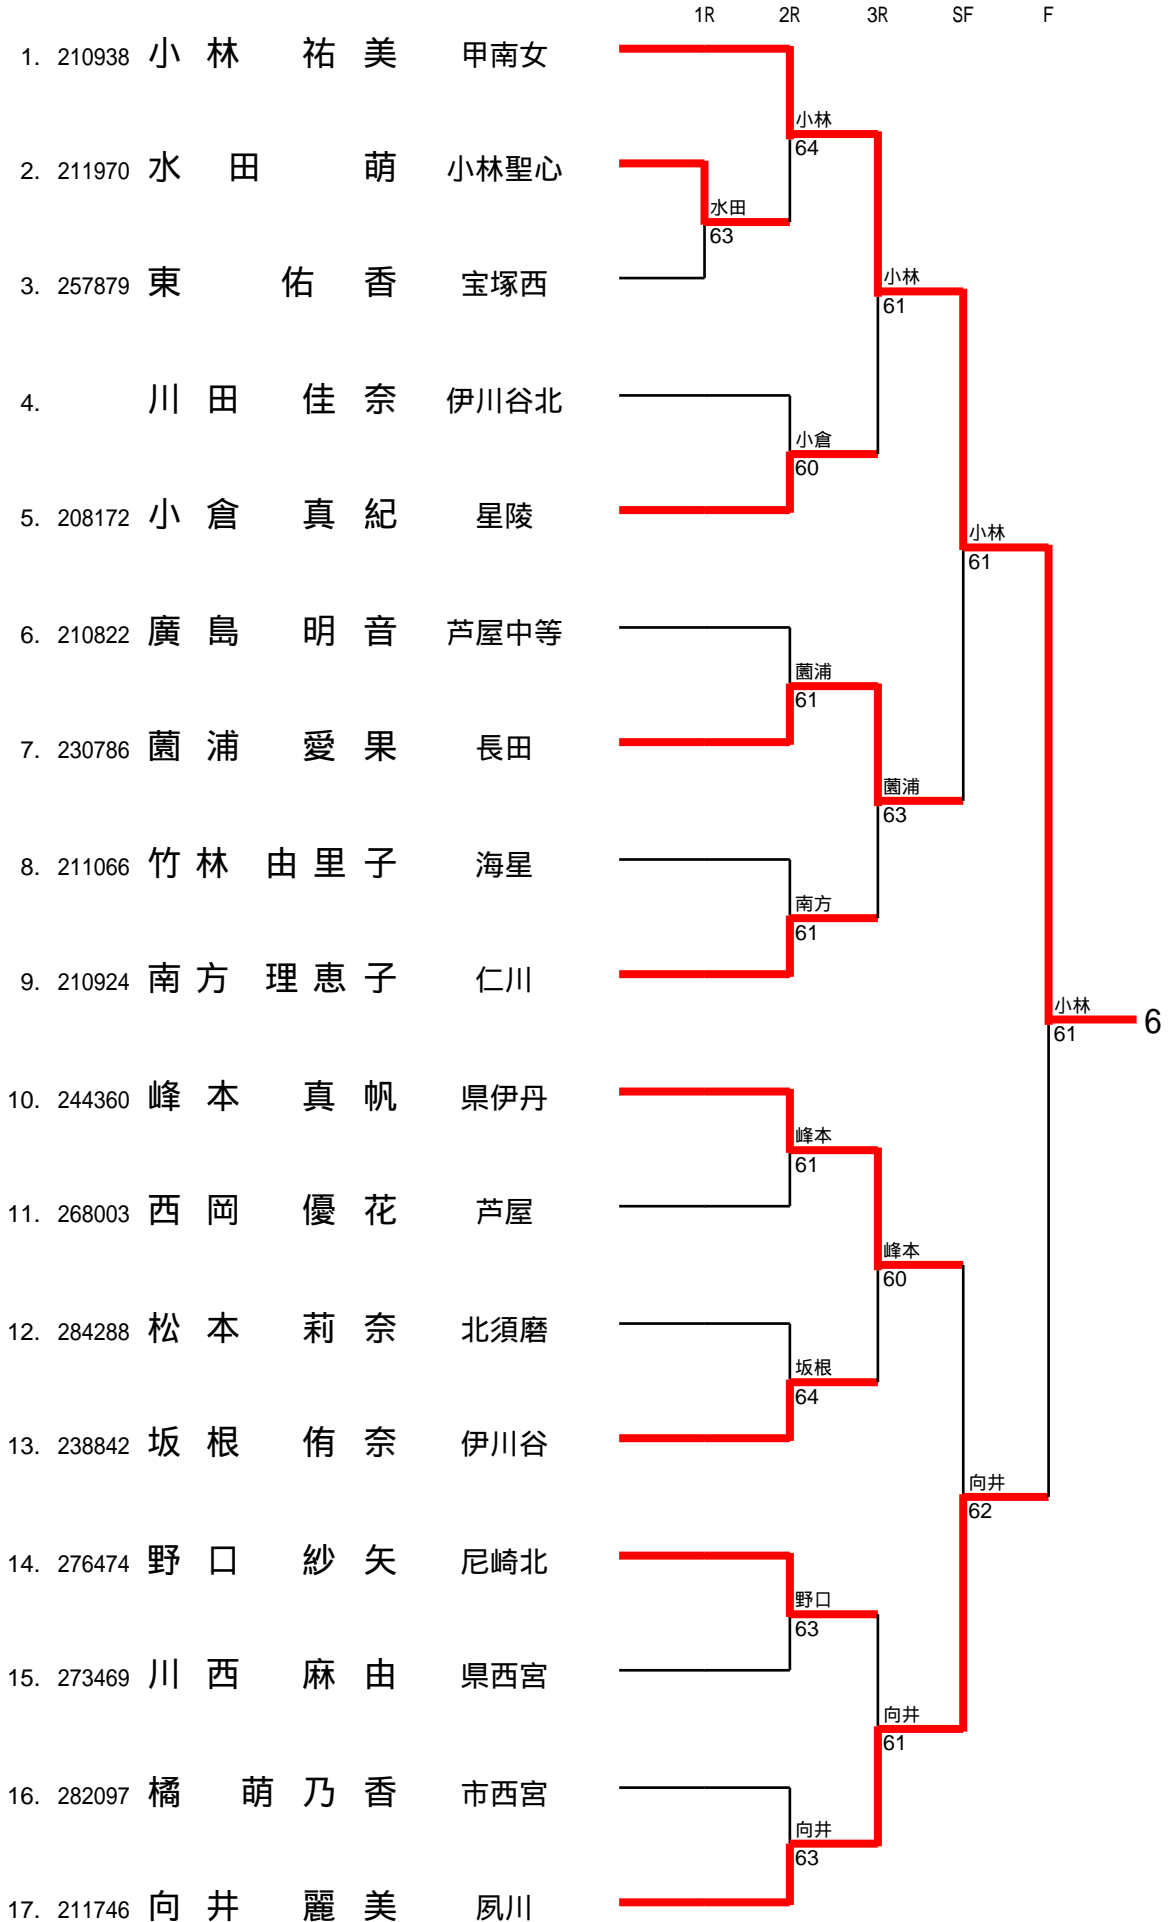 1R 2R 3R SF F
1. 210938 小林 祐美 甲南女
小林
64
2. 211970 水田 萌 小林聖心
水田
63
3. 257879 東 佑香 宝塚西
小林
61
4. 川田 佳奈 伊川谷北
小倉
60
5. 208172 小倉 真紀 星陵
小林
61
6. 210822 廣島 明音 芦屋中等
薗浦
61
7. 230786 薗浦 愛果 長田
薗浦
63
8. 211066 竹林 由里子 海星
南方
61
9. 210924 南方 理恵子 仁川
小林
61
6
10. 244360 峰本 真帆 県伊丹
峰本
61
11. 268003 西岡 優花 芦屋
峰本
60
12. 284288 松本 莉奈 北須磨
坂根
64
13. 238842 坂根 侑奈 伊川谷
向井
62
14. 276474 野口 紗矢 尼崎北
野口
63
15. 273469 川西 麻由 県西宮
向井
61
16. 282097 橘 萌乃香 市西宮
向井
63
17. 211746 向井 麗美 夙川